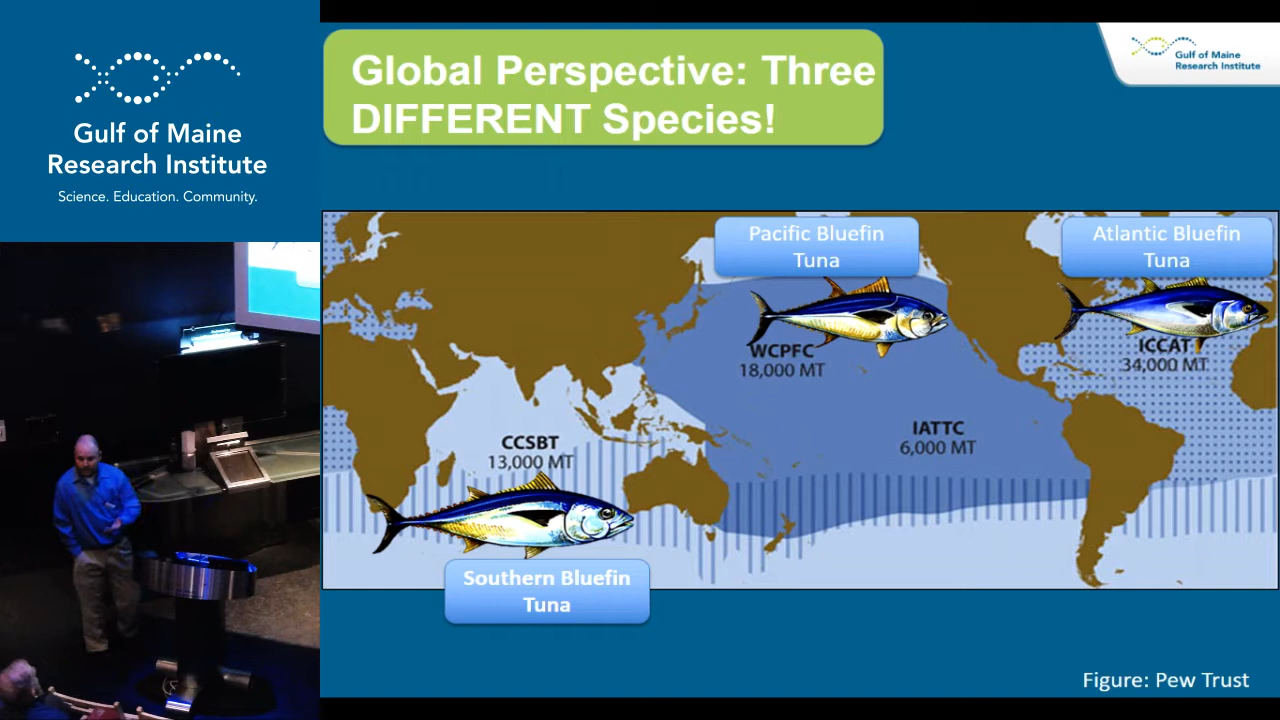 Gulf of Maine
Research Institute
Science. Education. Community.
Global Perspective: Three
DIFFERENT Species!
Gulf of Maine
Research Institute
Pacific Bluefin
Tuna
Atlantic Bluefin
Tuna
WCPFC
18,000 MT
ICCAT
34,000 MT
IATTC
6,000 MT
CCSBT
13,000 MT
Southern Bluefin
Tuna
Figure: Pew Trust